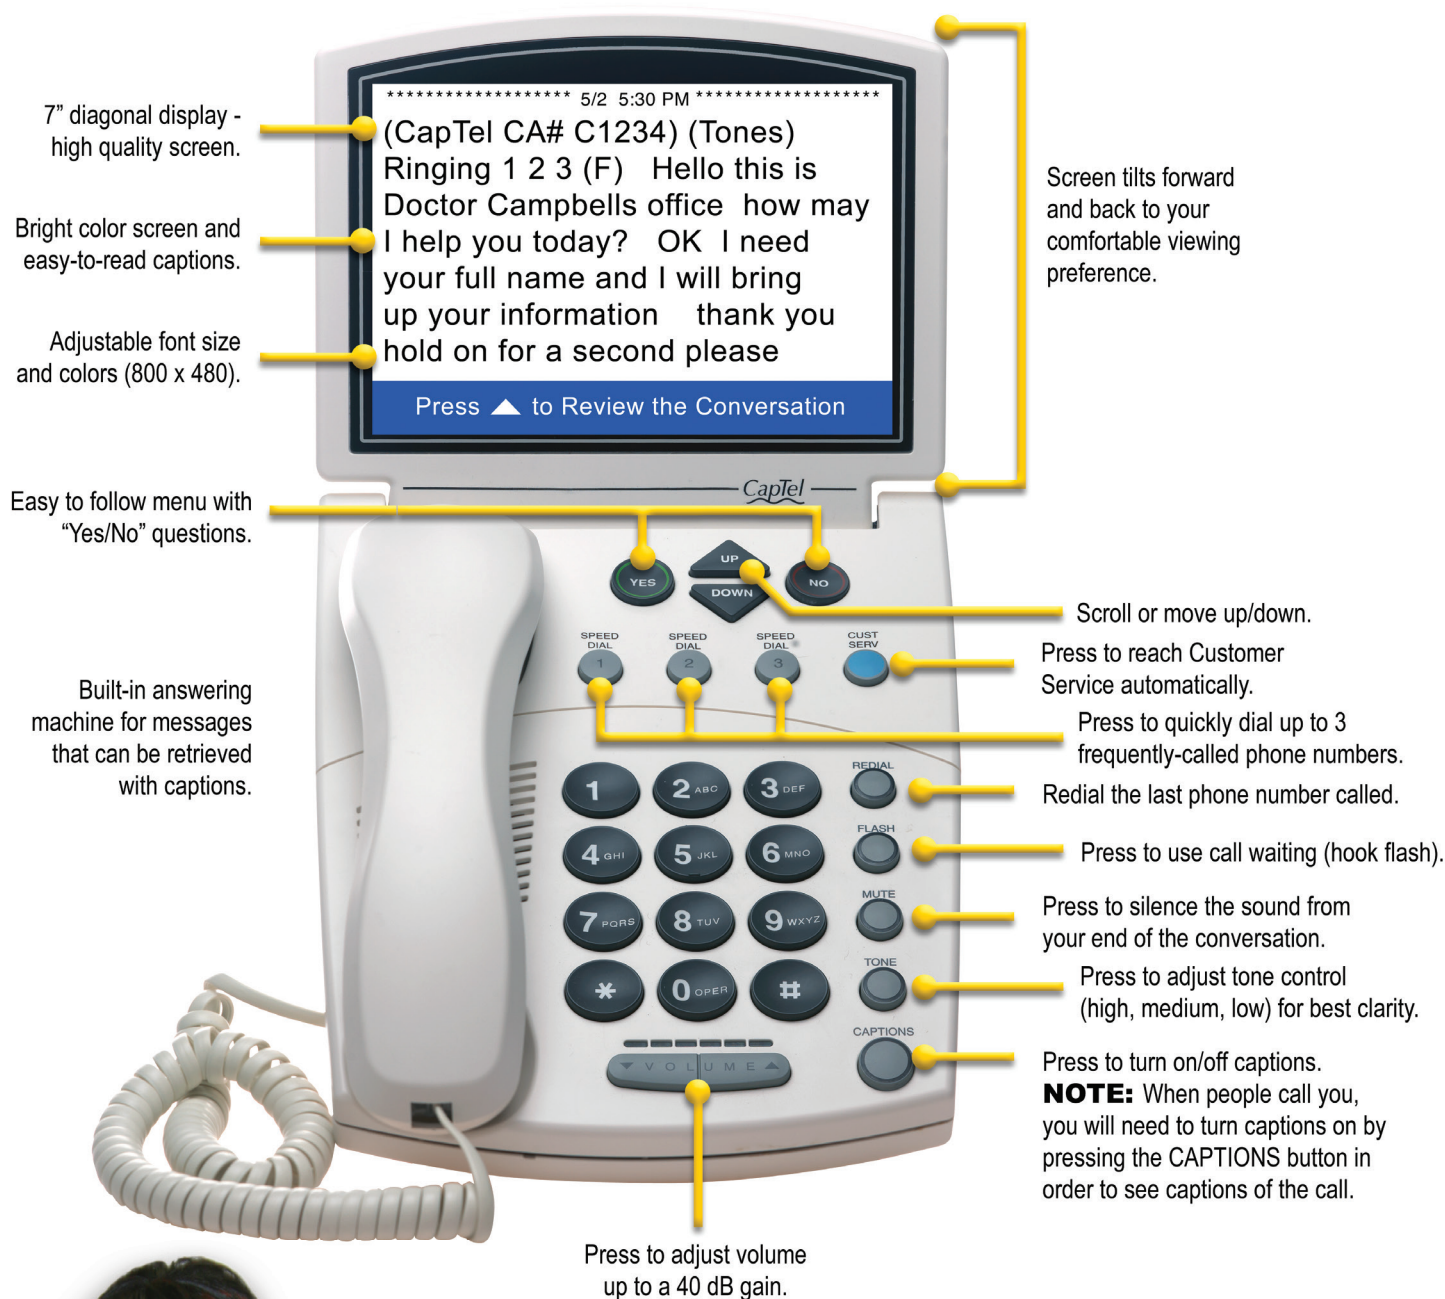 ******************* 5/2 5:30 PM *******************
(CapTel CA# C1234) (Tones)
Ringing 1 2 3 (F) Hello this is
Doctor Campbells office how may
I help you today? OK I need
your full name and I will bring
up your information thank you
hold on for a second please
Press ▲ to Review the Conversation
CapTel
7” diagonal display -
high quality screen.
Bright color screen and
easy-to-read captions.
Adjustable font size
and colors (800 x 480).
Easy to follow menu with
“Yes/No” questions.
Built-in answering
machine for messages
that can be retrieved
with captions.
Screen tilts forward
and back to your
comfortable viewing
preference.
YES
UP
DOWN
NO
SPEED
DIAL
1
SPEED
DIAL
2
SPEED
DIAL
3
CUST
SERV
1
2 ABC
3 DEF
REDIAL
4 GHI
5 JKL
6 MNO
FLASH
7 PQRS
8 TUV
9 WXYZ
MUTE
*
0 OPER
#
TONE
CAPTIONS
▼ VOLUME ▲
Scroll or move up/down.
Press to reach Customer
Service automatically.
Press to quickly dial up to 3
frequently-called phone numbers.
Redial the last phone number called.
Press to use call waiting (hook flash).
Press to silence the sound from
your end of the conversation.
Press to adjust tone control
(high, medium, low) for best clarity.
Press to turn on/off captions.
NOTE: When people call you,
you will need to turn captions on by
pressing the CAPTIONS button in
order to see captions of the call.
Press to adjust volume
up to a 40 dB gain.